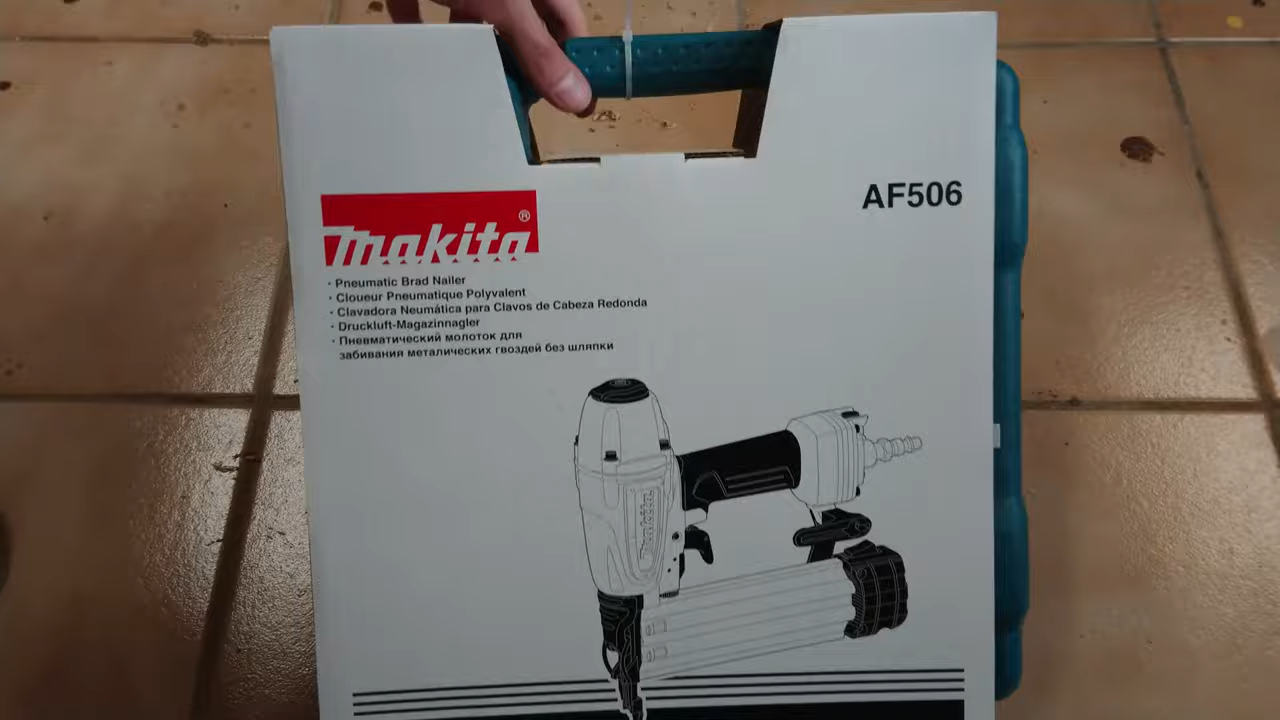 AF506
makita®
· Pneumatic Brad Nailer
· Cloueur Pneumatique Polyvalent
· Clavadora Neumática para Clavos de Cabeza Redonda
· Druckluft-Magazinnagler
· Пневматический молоток для
забивания металических гвоздей без шляпки
makita